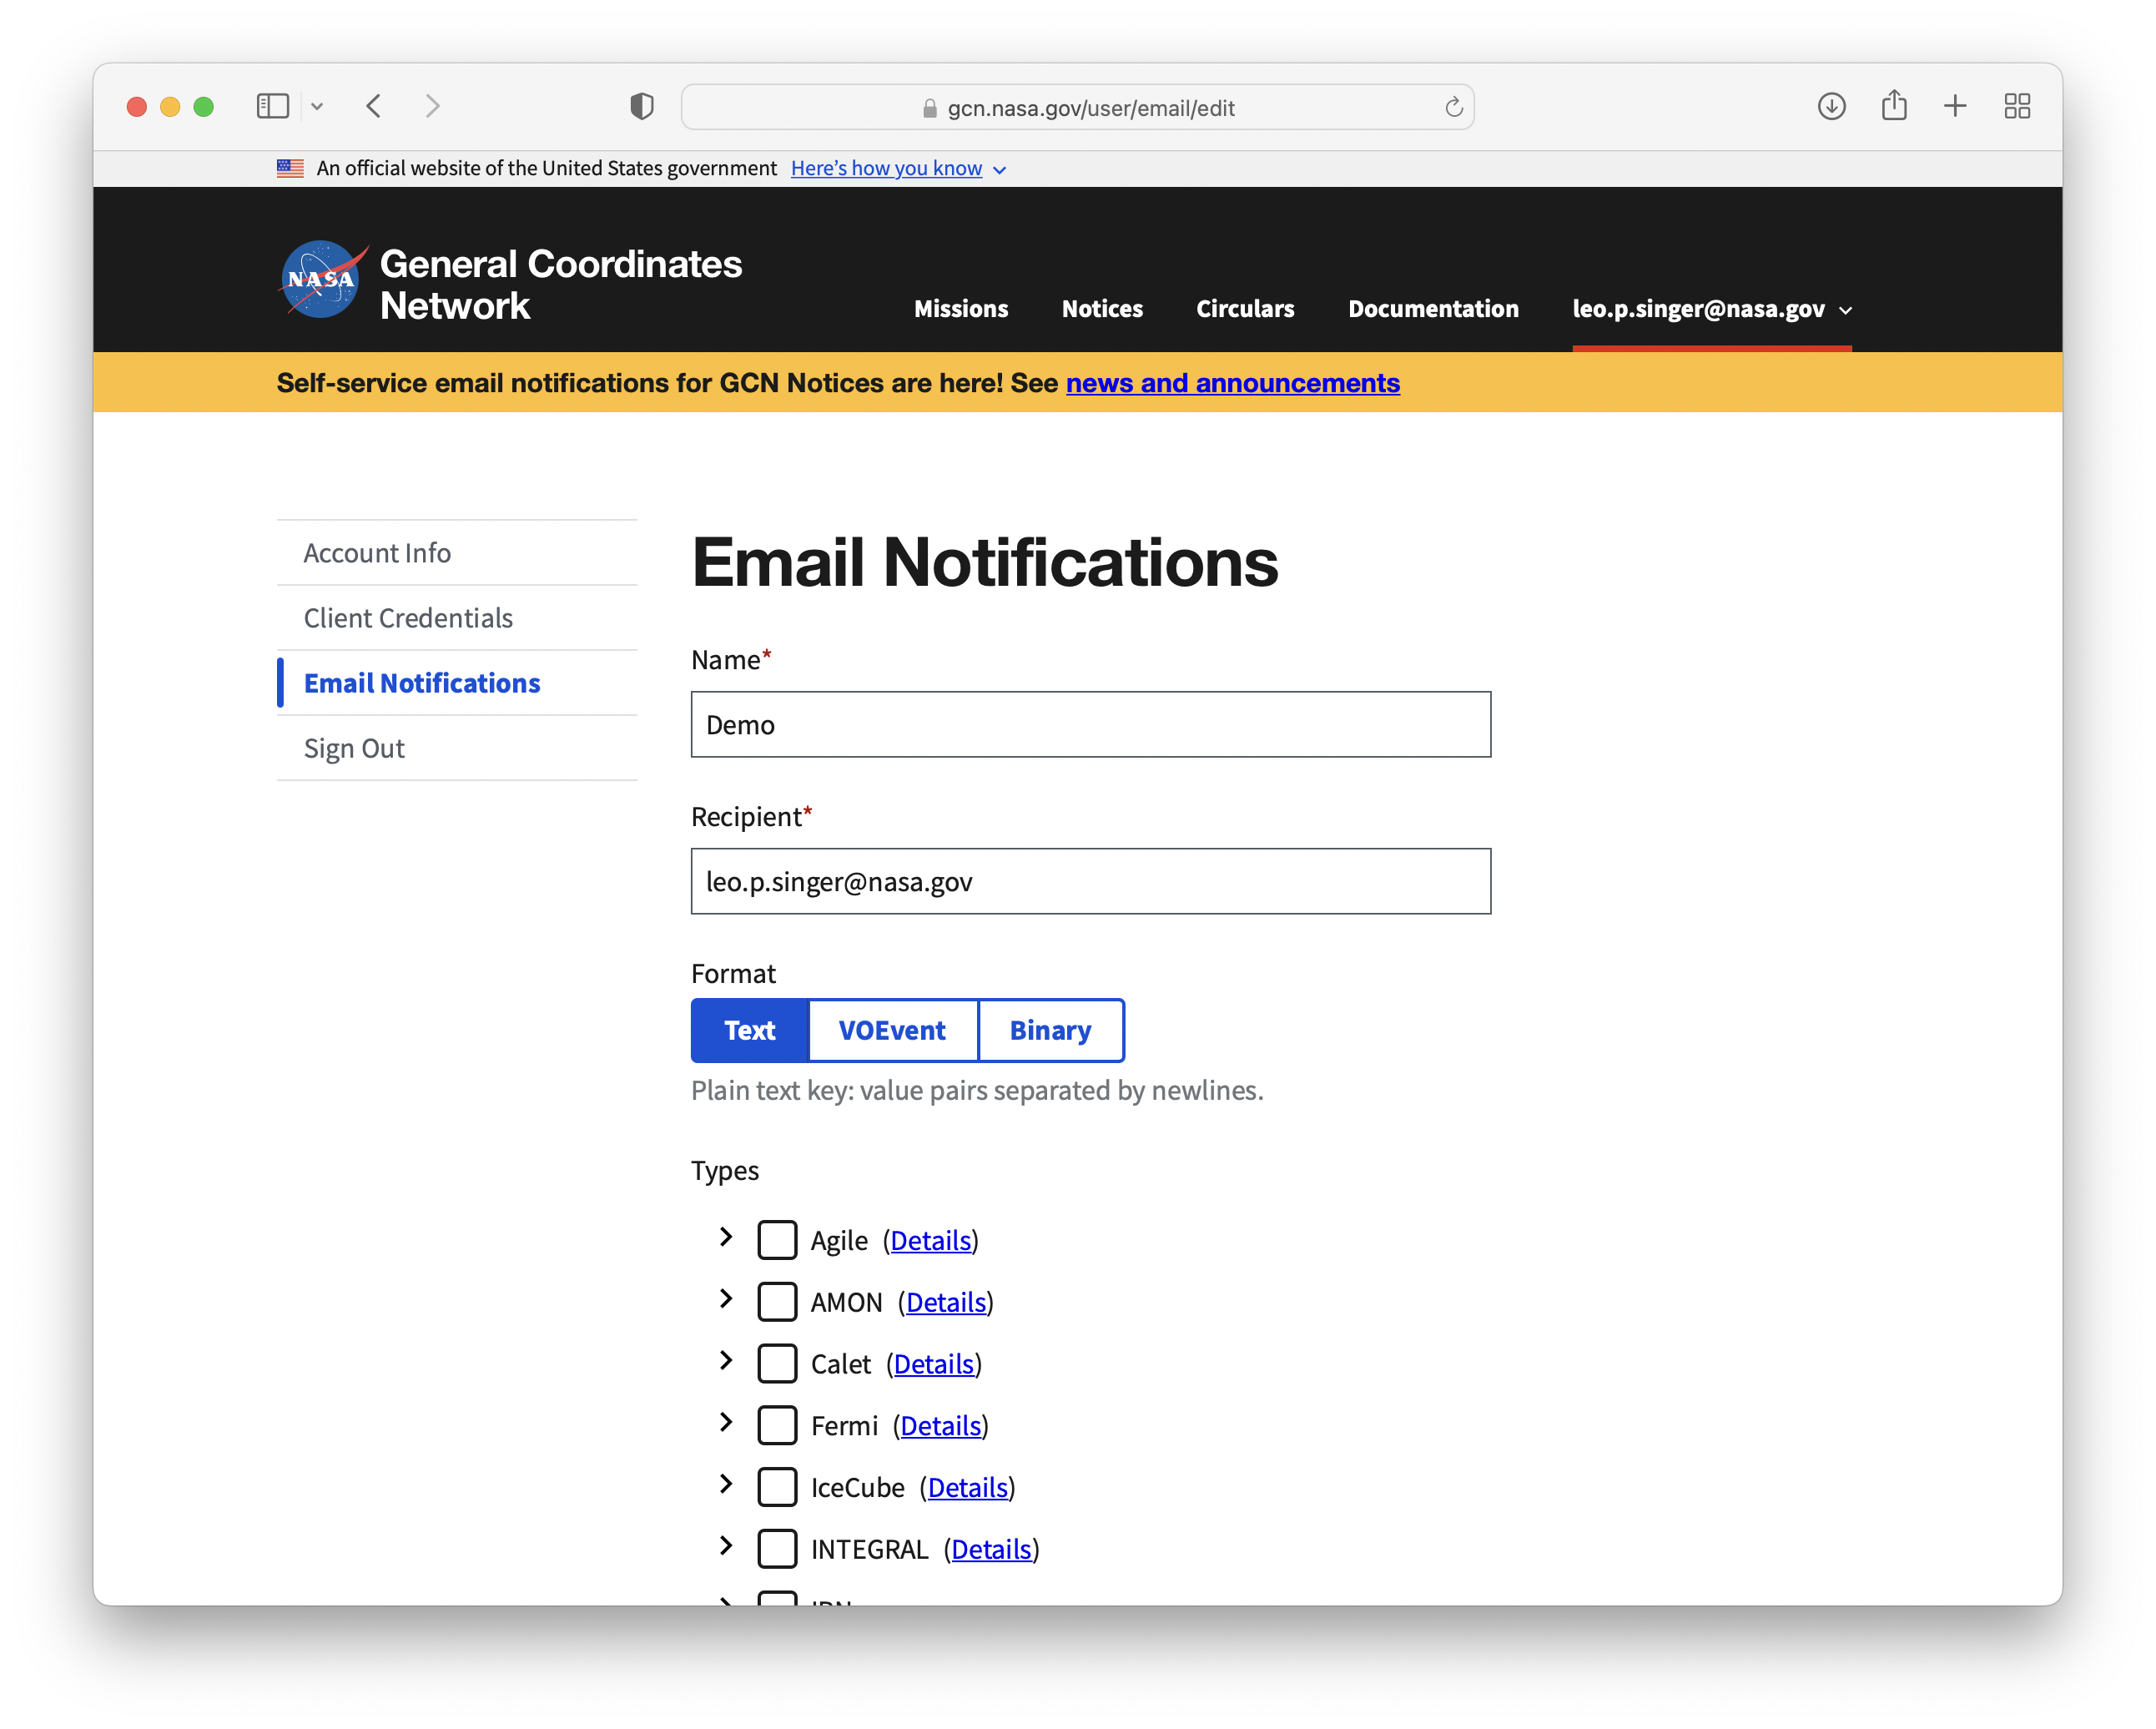 gcn.nasa.gov/user/email/edit
An official website of the United States government Here’s how you know
NASA
General Coordinates
Network
Missions Notices Circulars Documentation leo.p.singer@nasa.gov
Self-service email notifications for GCN Notices are here! See news and announcements
Account Info
Client Credentials
Email Notifications
Sign Out
Email Notifications
Name*
Demo
Recipient*
leo.p.singer@nasa.gov
Format
Text VOEvent Binary
Plain text key: value pairs separated by newlines.
Types
Agile (Details)
AMON (Details)
Calet (Details)
Fermi (Details)
IceCube (Details)
INTEGRAL (Details)